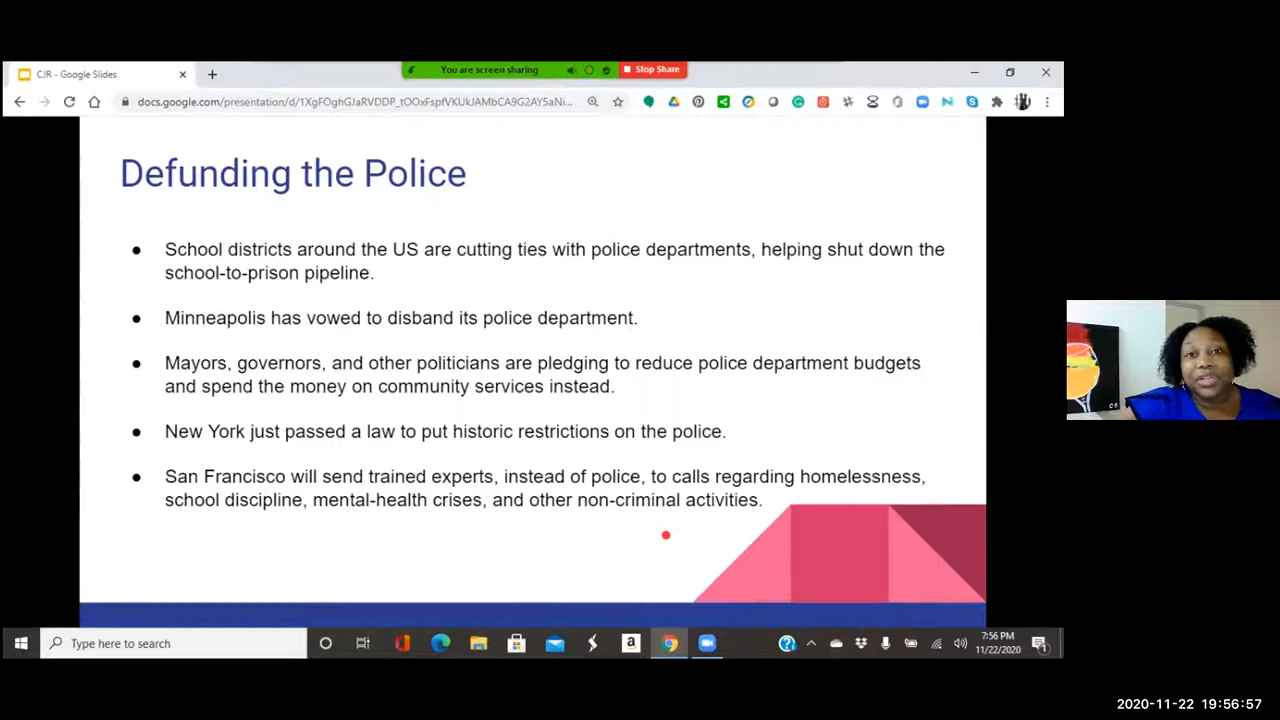 CJR - Google Slides
You are screen sharing
Stop Share
Defunding the Police
● School districts around the US are cutting ties with police departments, helping shut down the
school-to-prison pipeline.
● Minneapolis has vowed to disband its police department.
● Mayors, governors, and other politicians are pledging to reduce police department budgets
and spend the money on community services instead.
● New York just passed a law to put historic restrictions on the police.
● San Francisco will send trained experts, instead of police, to calls regarding homelessness,
school discipline, mental-health crises, and other non-criminal activities.
Type here to search
7:56 PM
11/22/2020
2020-11-22 19:56:57